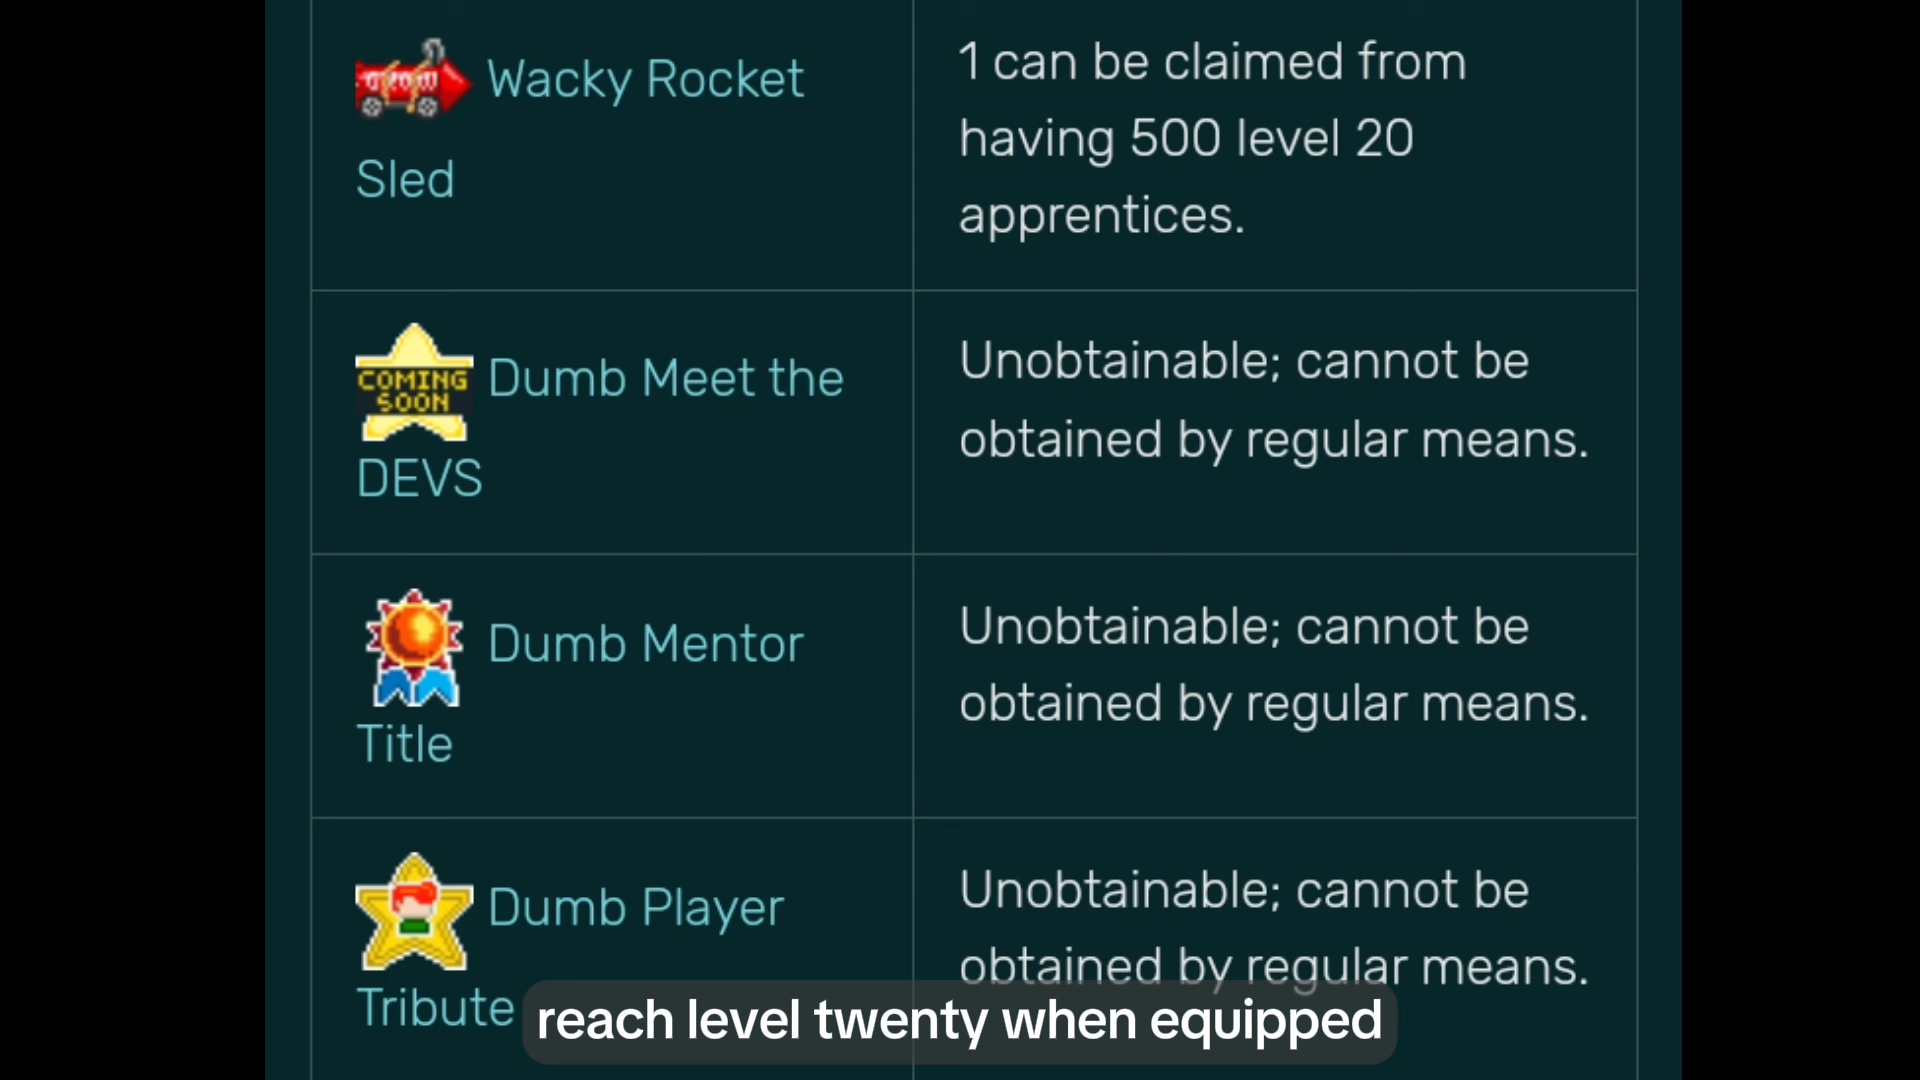 Wacky Rocket
Sled
1 can be claimed from
having 500 level 20
apprentices.
COMING
SOON
Dumb Meet the
DEVS
Unobtainable; cannot be
obtained by regular means.
Dumb Mentor
Title
Unobtainable; cannot be
obtained by regular means.
Dumb Player
Tribute
Unobtainable; cannot be
obtained by regular means.
reach level twenty when equipped